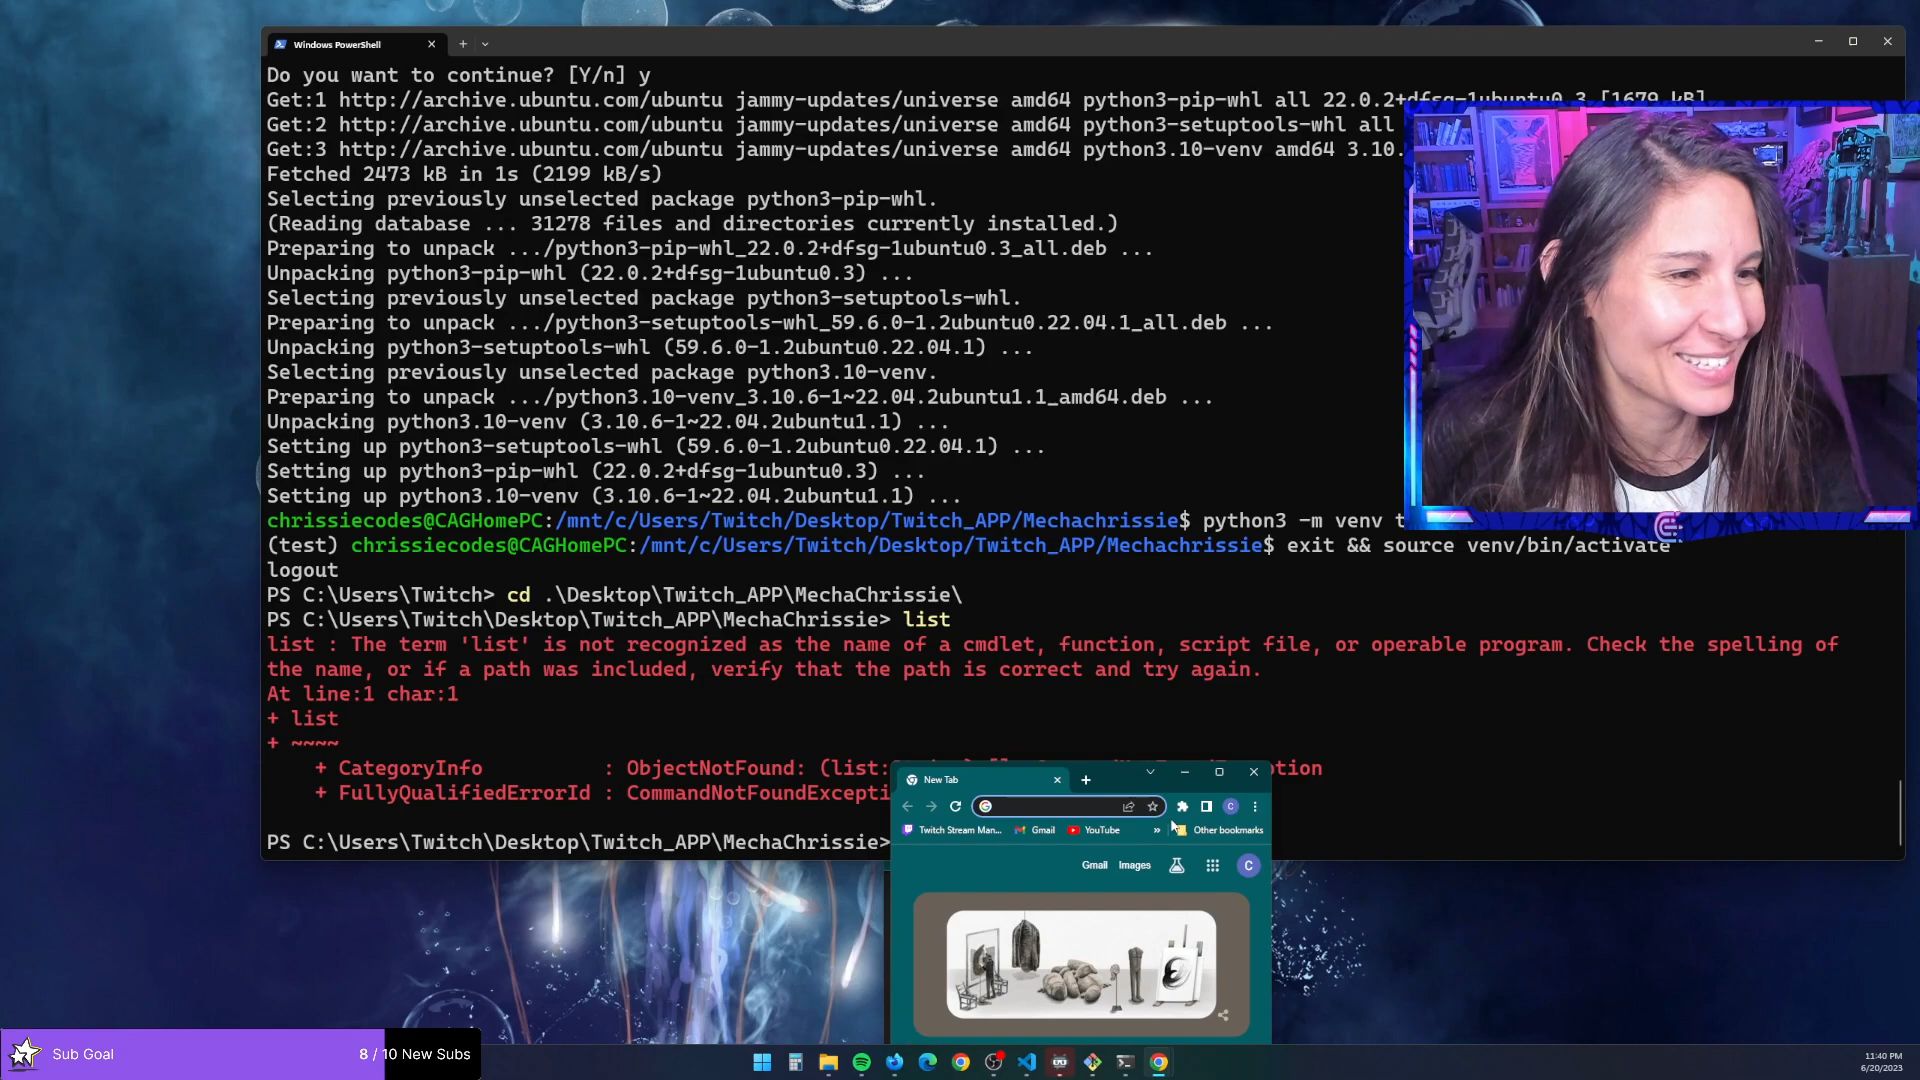 Windows PowerShell
Do you want to continue? [Y/n] y
Get:1 http://archive.ubuntu.com/ubuntu jammy-updates/universe amd64 python3-pip-whl all 22.0.2+dfsg-1ubuntu0.3 [1679 kB]
Get:2 http://archive.ubuntu.com/ubuntu jammy-updates/universe amd64 python3-setuptools-whl all
Get:3 http://archive.ubuntu.com/ubuntu jammy-updates/universe amd64 python3.10-venv amd64 3.10.
Fetched 2473 kB in 1s (2199 kB/s)
Selecting previously unselected package python3-pip-whl.
(Reading database ... 31278 files and directories currently installed.)
Preparing to unpack .../python3-pip-whl_22.0.2+dfsg-1ubuntu0.3_all.deb ...
Unpacking python3-pip-whl (22.0.2+dfsg-1ubuntu0.3) ...
Selecting previously unselected package python3-setuptools-whl.
Preparing to unpack .../python3-setuptools-whl_59.6.0-1.2ubuntu0.22.04.1_all.deb ...
Unpacking python3-setuptools-whl (59.6.0-1.2ubuntu0.22.04.1) ...
Selecting previously unselected package python3.10-venv.
Preparing to unpack .../python3.10-venv_3.10.6-1~22.04.2ubuntu1.1_amd64.deb ...
Unpacking python3.10-venv (3.10.6-1~22.04.2ubuntu1.1) ...
Setting up python3-setuptools-whl (59.6.0-1.2ubuntu0.22.04.1) ...
Setting up python3-pip-whl (22.0.2+dfsg-1ubuntu0.3) ...
Setting up python3.10-venv (3.10.6-1~22.04.2ubuntu1.1) ...
chrissiecodes@CAGHomePC:/mnt/c/Users/Twitch/Desktop/Twitch_APP/Mechachrissie$ python3 -m venv t
(test) chrissiecodes@CAGHomePC:/mnt/c/Users/Twitch/Desktop/Twitch_APP/Mechachrissie$ exit && source venv/bin/activate
logout
PS C:\Users\Twitch> cd .\Desktop\Twitch_APP\MechaChrissie\
PS C:\Users\Twitch\Desktop\Twitch_APP\MechaChrissie> list
list : The term 'list' is not recognized as the name of a cmdlet, function, script file, or operable program. Check the spelling of
the name, or if a path was included, verify that the path is correct and try again.
At line:1 char:1
+ list
+ ~~~~
+ CategoryInfo : ObjectNotFound: (list: tion
+ FullyQualifiedErrorId : CommandNotFoundExcepti
PS C:\Users\Twitch\Desktop\Twitch_APP\MechaChrissie>
New Tab
Twitch Stream Man... Gmail YouTube » Other bookmarks
Gmail Images C
Sub Goal 8 / 10 New Subs
11:40 PM
6/20/2023